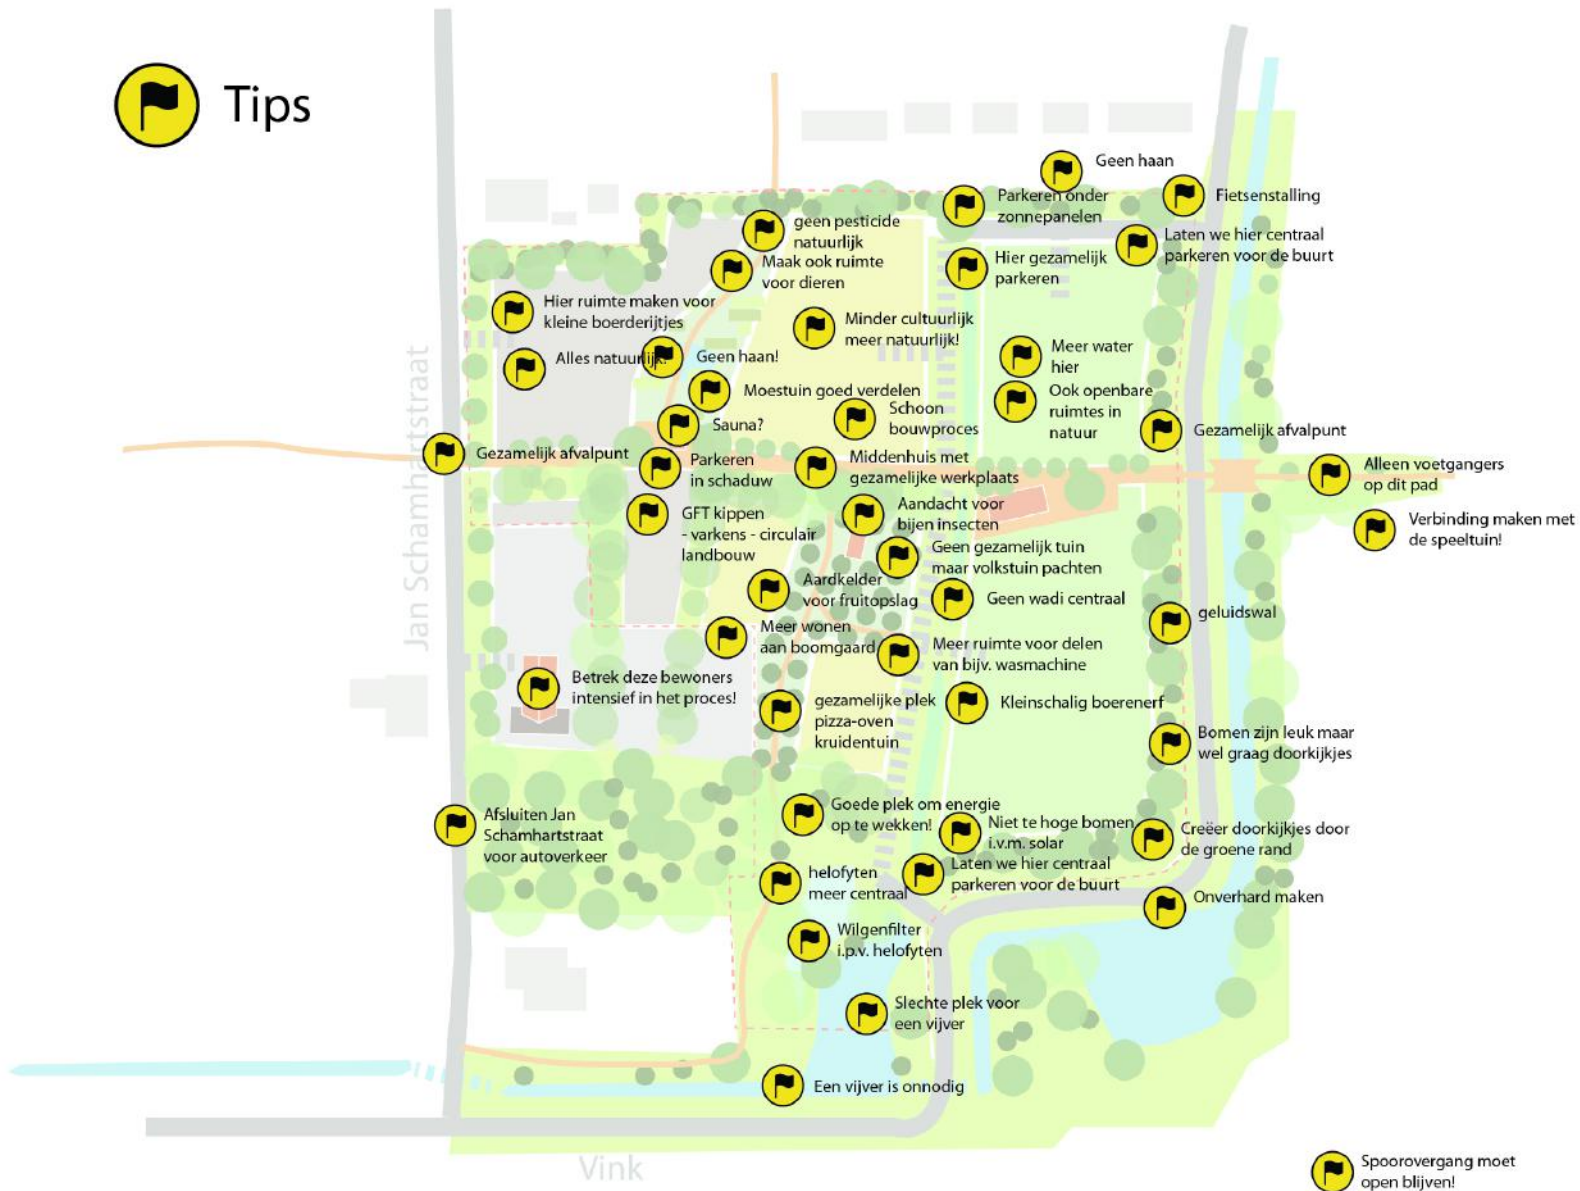 Tips
Geen haan
Parkeren onder
zonnepanelen
Fietsenstalling
geen pesticide
natuurlijk
Laten we hier centraal
parkeren voor de buurt
Maak ook ruimte
voor dieren
Hier gezamelijk
parkeren
Hier ruimte maken voor
kleine boerderijtjes
Minder cultuurlijk
meer natuurlijk!
Alles natuurlijk!
Geen haan!
Meer water
hier
Moestuin goed verdelen
Ook openbare
ruimtes in
natuur
Schoon
bouwproces
Sauna?
Gezamelijk afvalpunt
Gezamelijk afvalpunt
Parkeren
in schaduw
Middenhuis met
gezamelijke werkplaats
Alleen voetgangers
op dit pad
GFT kippen
- varkens - circulair
landbouw
Aandacht voor
bijen insecten
Verbinding maken met
de speeltuin!
Geen gezamelijk tuin
maar volkstuin pachten
Jan Schamhartstraat
Aardkelder
voor fruitopslag
Geen wadi centraal
geluidswal
Meer wonen
aan boomgaard
Meer ruimte voor delen
van bijv. wasmachine
Betrek deze bewoners
intensief in het proces!
gezamelijke plek
pizza-oven
kruidentuin
Kleinschalig boerenerf
Bomen zijn leuk maar
wel graag doorkijkjes
Afsluiten Jan
Schamhartstraat
voor autoverkeer
Goede plek om energie
op te wekken!
Niet te hoge bomen
i.v.m. solar
Creëer doorkijkjes door
de groene rand
helofyten
meer centraal
Laten we hier centraal
parkeren voor de buurt
Onverhard maken
Wilgenfilter
i.p.v. helofyten
Slechte plek voor
een vijver
Een vijver is onnodig
Vink
Spoorovergang moet
open blijven!